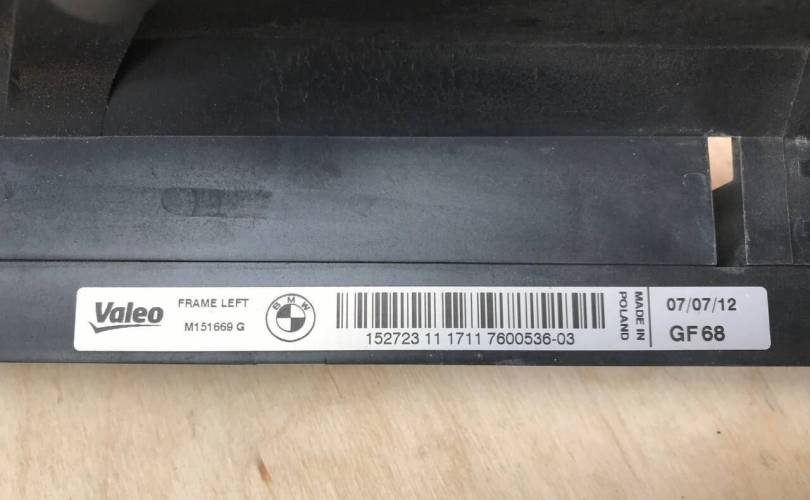 Valeo
FRAME LEFT
M151669 G
BMW
152723 11 1711 7600536-03
MADE IN
POLAND
07/07/12
GF68